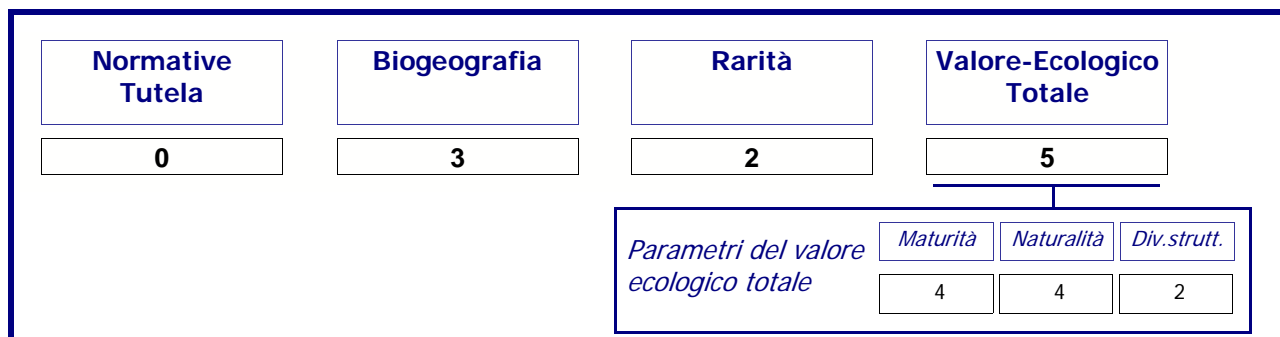 Normative
Tutela
Biogeografia
Rarità
Valore-Ecologico
Totale
0
3
2
5
Parametri del valore
ecologico totale
Maturità
Naturalità
Div.strutt.
4
4
2